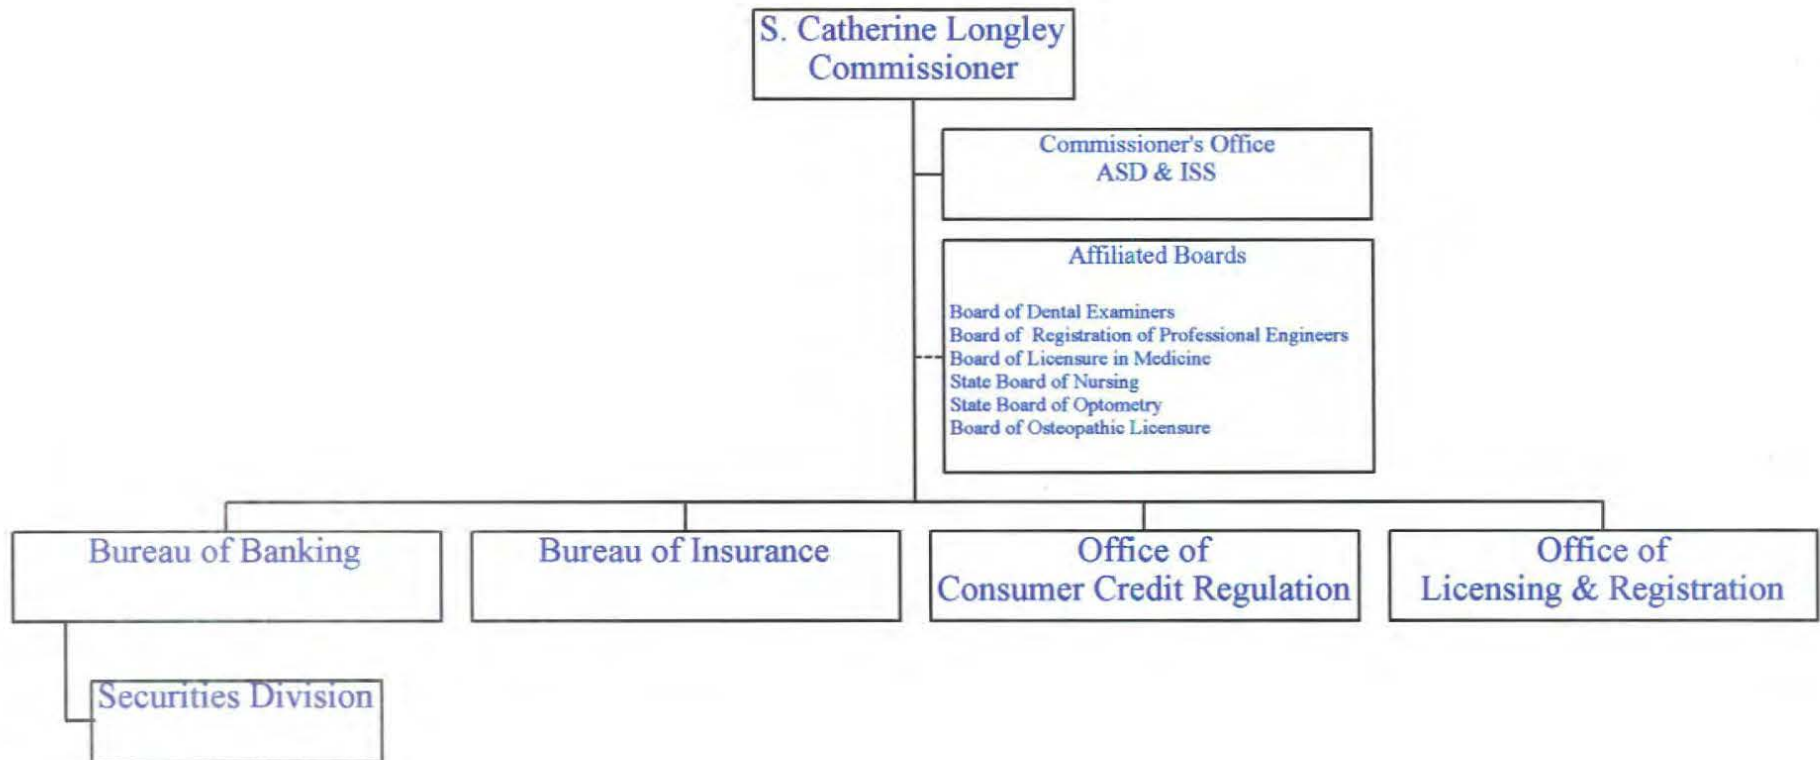 S. Catherine Longley
Commissioner
Commissioner's Office
ASD & ISS
Affiliated Boards
Board of Dental Examiners
Board of Registration of Professional Engineers
Board of Licensure in Medicine
State Board of Nursing
State Board of Optometry
Board of Osteopathic Licensure
Bureau of Banking
Bureau of Insurance
Office of
Consumer Credit Regulation
Office of
Licensing & Registration
Securities Division